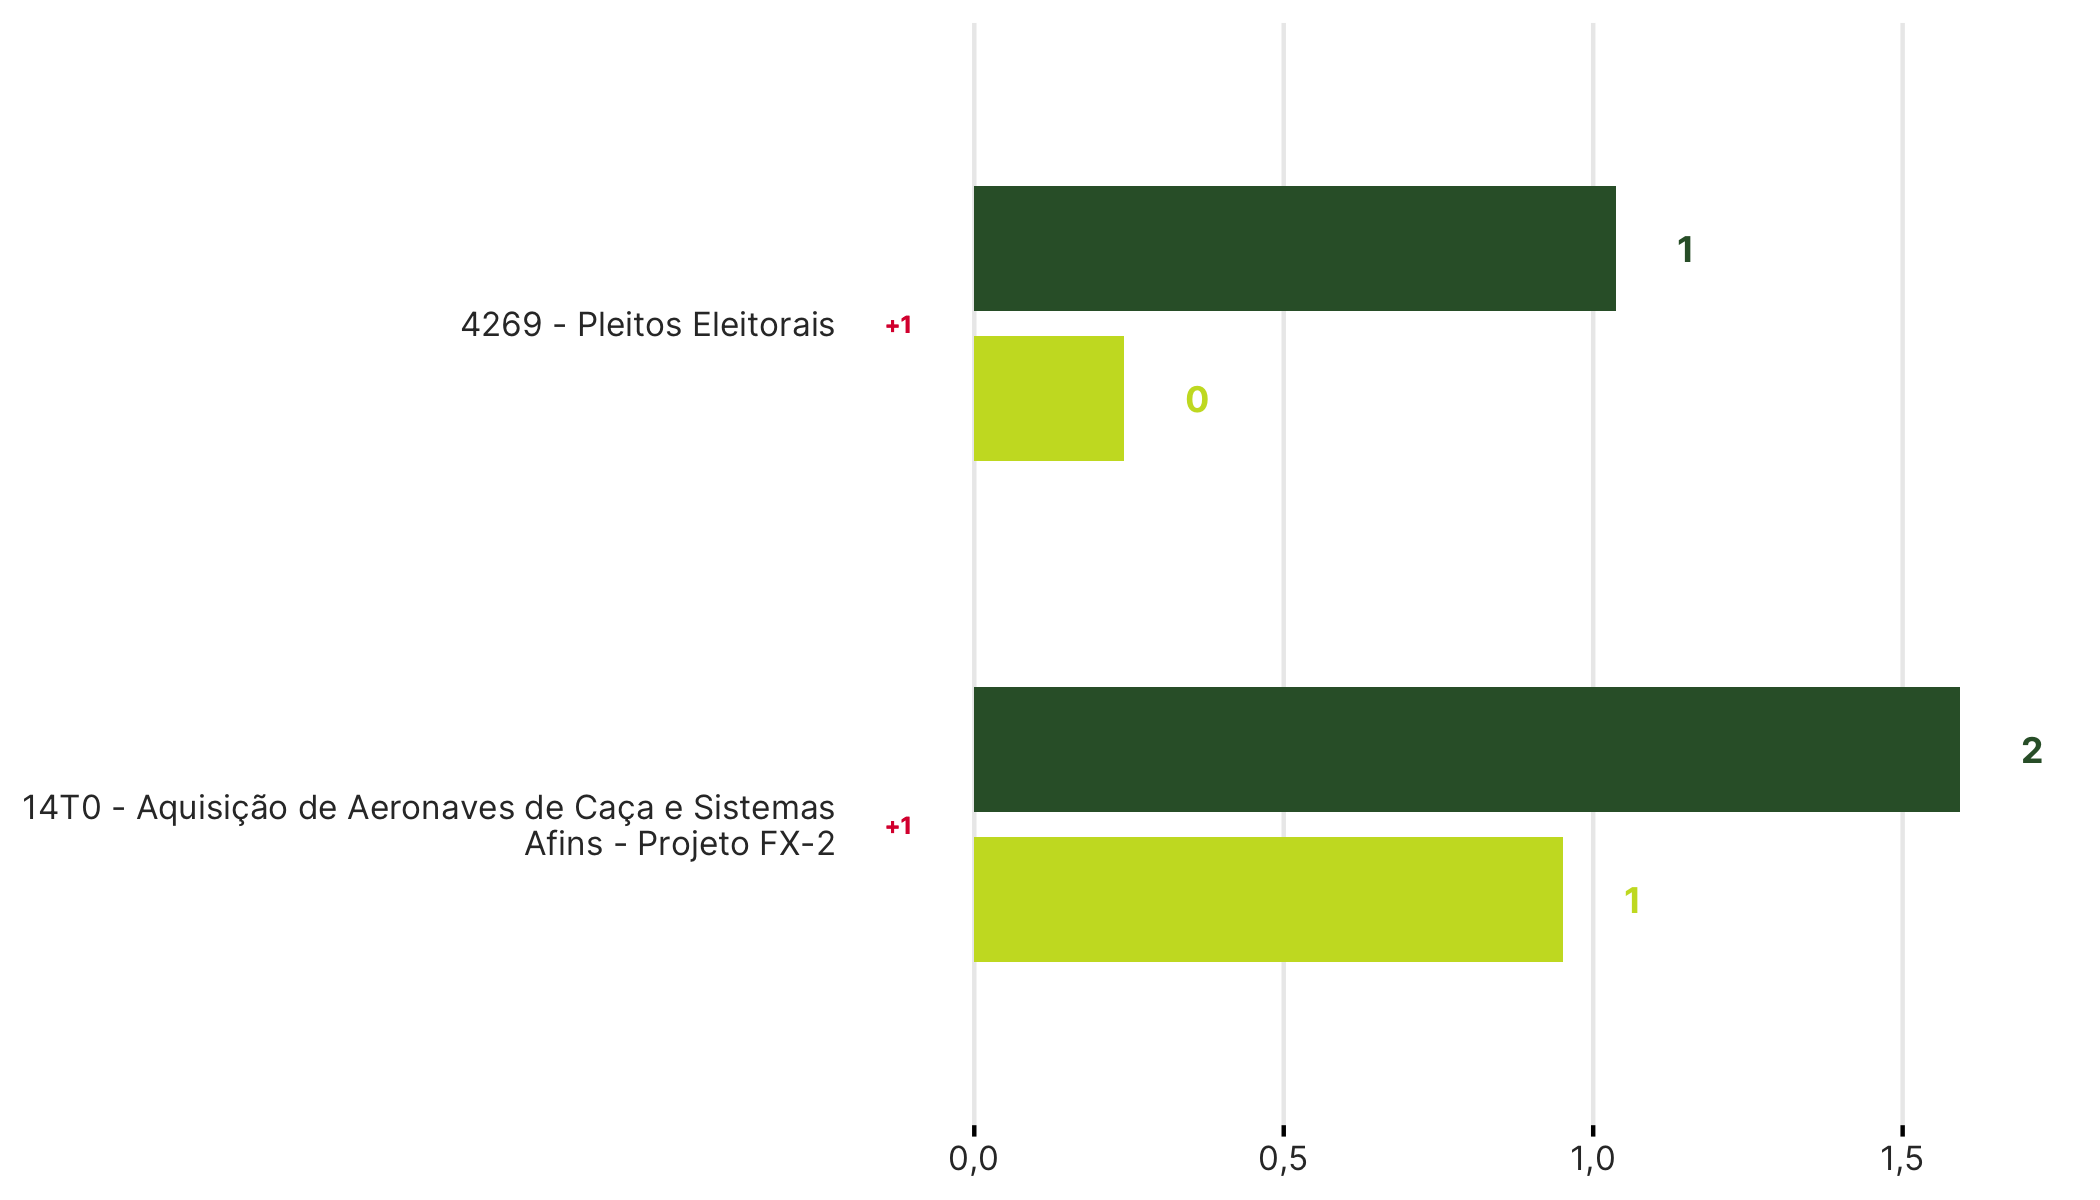 1
4269 - Pleitos Eleitorais +1
0
2
14T0 - Aquisição de Aeronaves de Caça e Sistemas
Afins - Projeto FX-2
+1
1
0,0 0,5 1,0 1,5